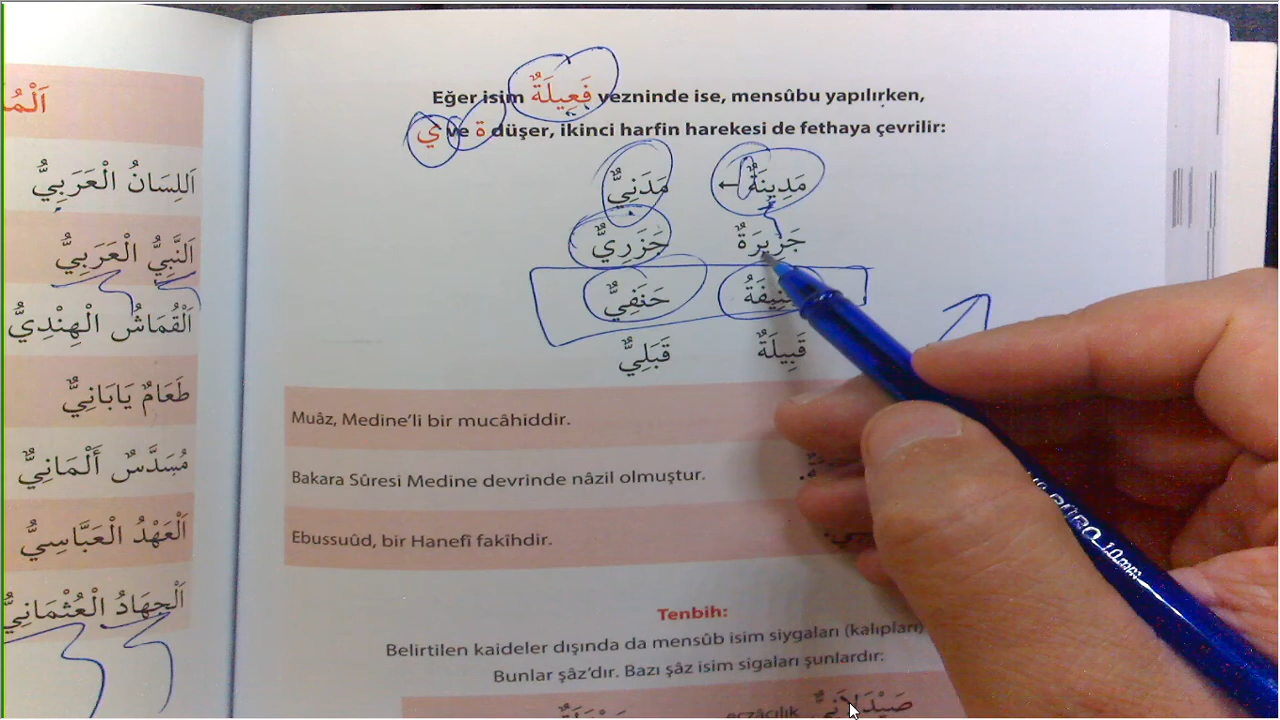 اَللِسَانُ الْعَرَبِيُّ
اَلنَّبِيُّ الْعَرَبِيُّ
اَلْقُمَاشُ الْهِنْدِيُّ
طَعَامٌ يَابَانِيٌّ
مُسَدَّسٌ أَلْمَانِيٌّ
اَلْعَهْدُ الْعَبَّاسِيُّ
اَلْجِهَادُ الْعُثْمَانِيُّ
Eğer isim فَعِيلَةٌ vezninde ise, mensûbu yapılırken,
ي ve ة düşer, ikinci harfin harekesi de fethaya çevrilir:
مَدِينَةٌ ← مَدَنِيٌّ
جَزِيرَةٌ جَزَرِيٌّ
حَنَفِيٌّ
قَبِيلَةٌ قَبَلِيٌّ
Muâz, Medine'li bir mucâhiddir.
Bakara Sûresi Medine devrinde nâzil olmuştur.
Ebussuûd, bir Hanefî fakîhdir.
Tenbih:
Belirtilen kaideler dışında da mensûb isim siygaları (kalıpları)
Bunlar şâz'dır. Bazı şâz isim sigaları şunlardır:
eczâcılık صَيْدَلَانِيٌّ